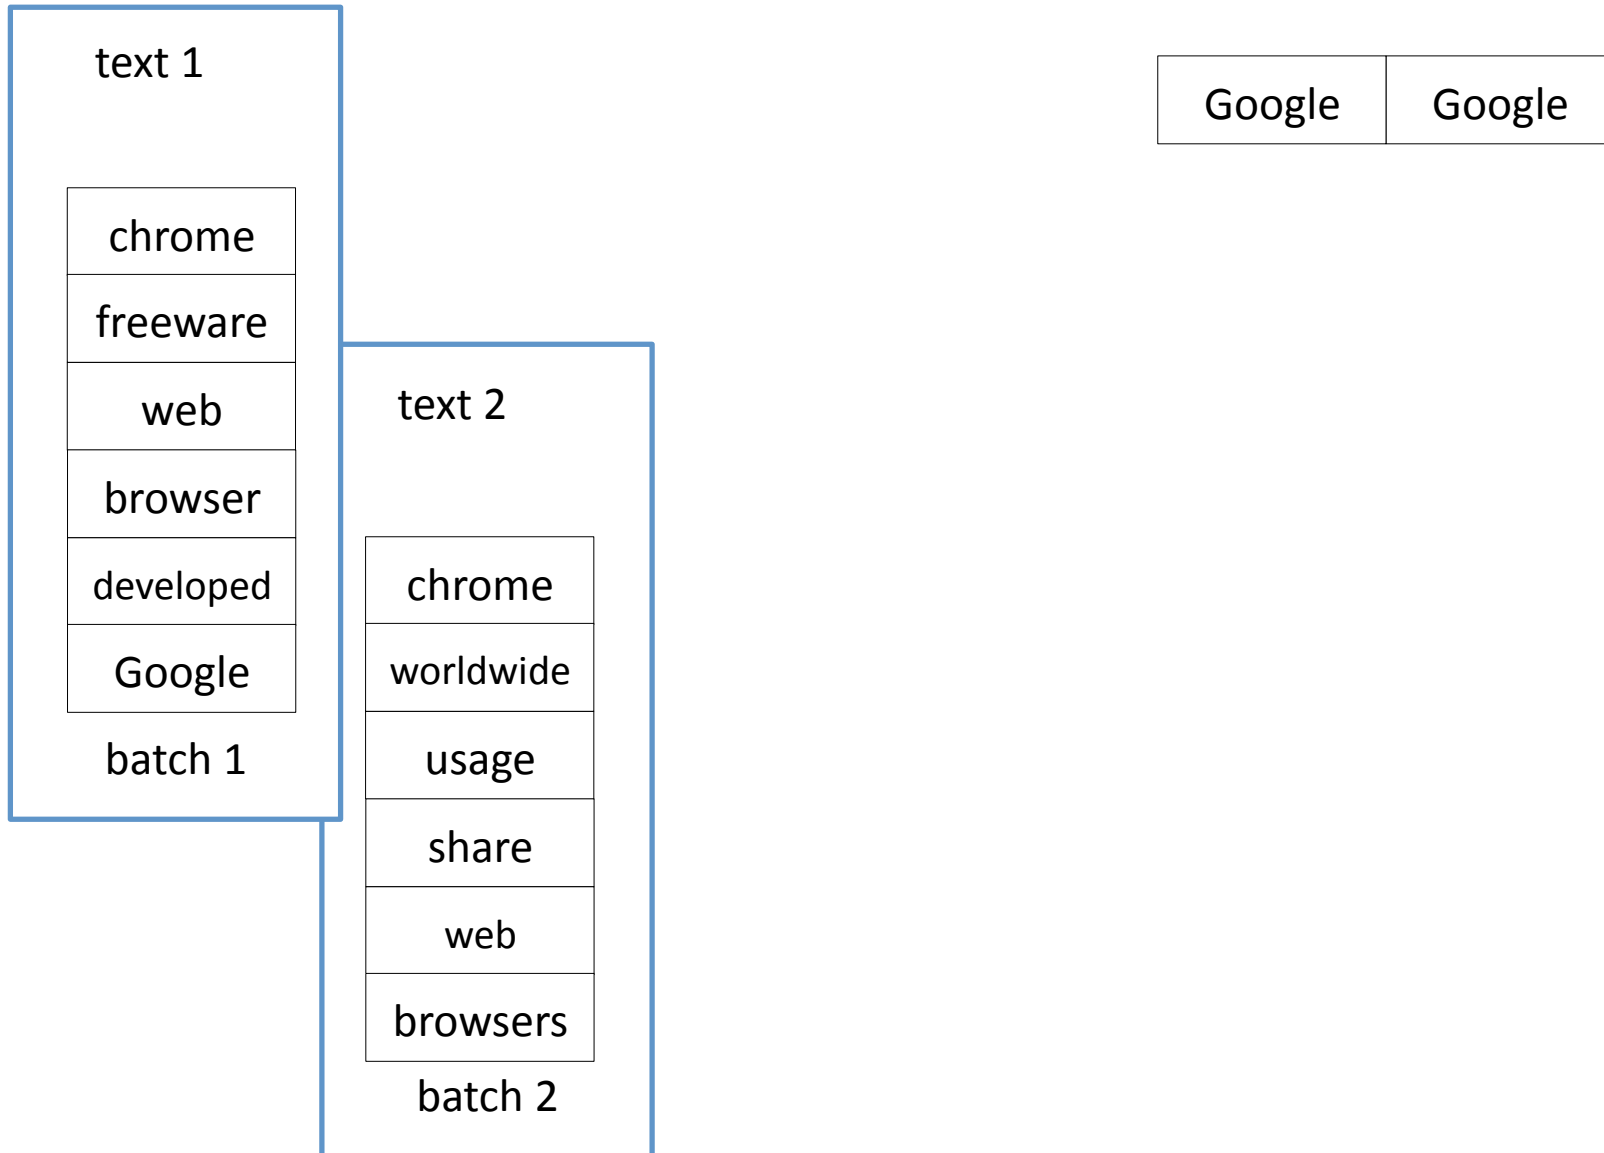 text 1
Google Google
chrome
freeware
web
browser
developed
Google
batch 1
text 2
chrome
worldwide
usage
share
web
browsers
batch 2